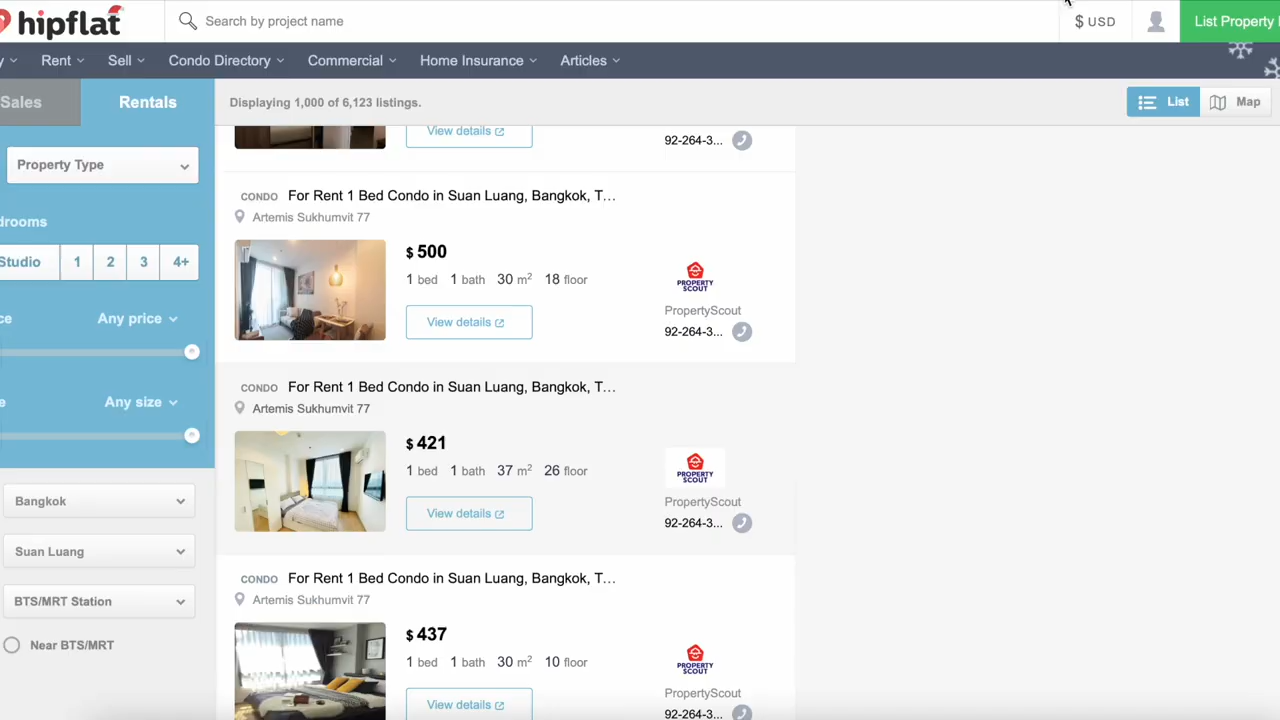 hipflat
Search by project name
$ USD
List Property
Rent
Sell
Condo Directory
Commercial
Home Insurance
Articles
Sales
Rentals
Displaying 1,000 of 6,123 listings.
List
Map
Property Type
Studio
1
2
3
4+
Any price
Any size
Bangkok
Suan Luang
BTS/MRT Station
Near BTS/MRT
View details
92-264-3...
CONDO For Rent 1 Bed Condo in Suan Luang, Bangkok, T...
Artemis Sukhumvit 77
$ 500
1 bed 1 bath 30 m² 18 floor
View details
PROPERTY
SCOUT
PropertyScout
92-264-3...
CONDO For Rent 1 Bed Condo in Suan Luang, Bangkok, T...
Artemis Sukhumvit 77
$ 421
1 bed 1 bath 37 m² 26 floor
View details
PROPERTY
SCOUT
PropertyScout
92-264-3...
CONDO For Rent 1 Bed Condo in Suan Luang, Bangkok, T...
Artemis Sukhumvit 77
$ 437
1 bed 1 bath 30 m² 10 floor
View details
PROPERTY
SCOUT
PropertyScout
92-264-3...